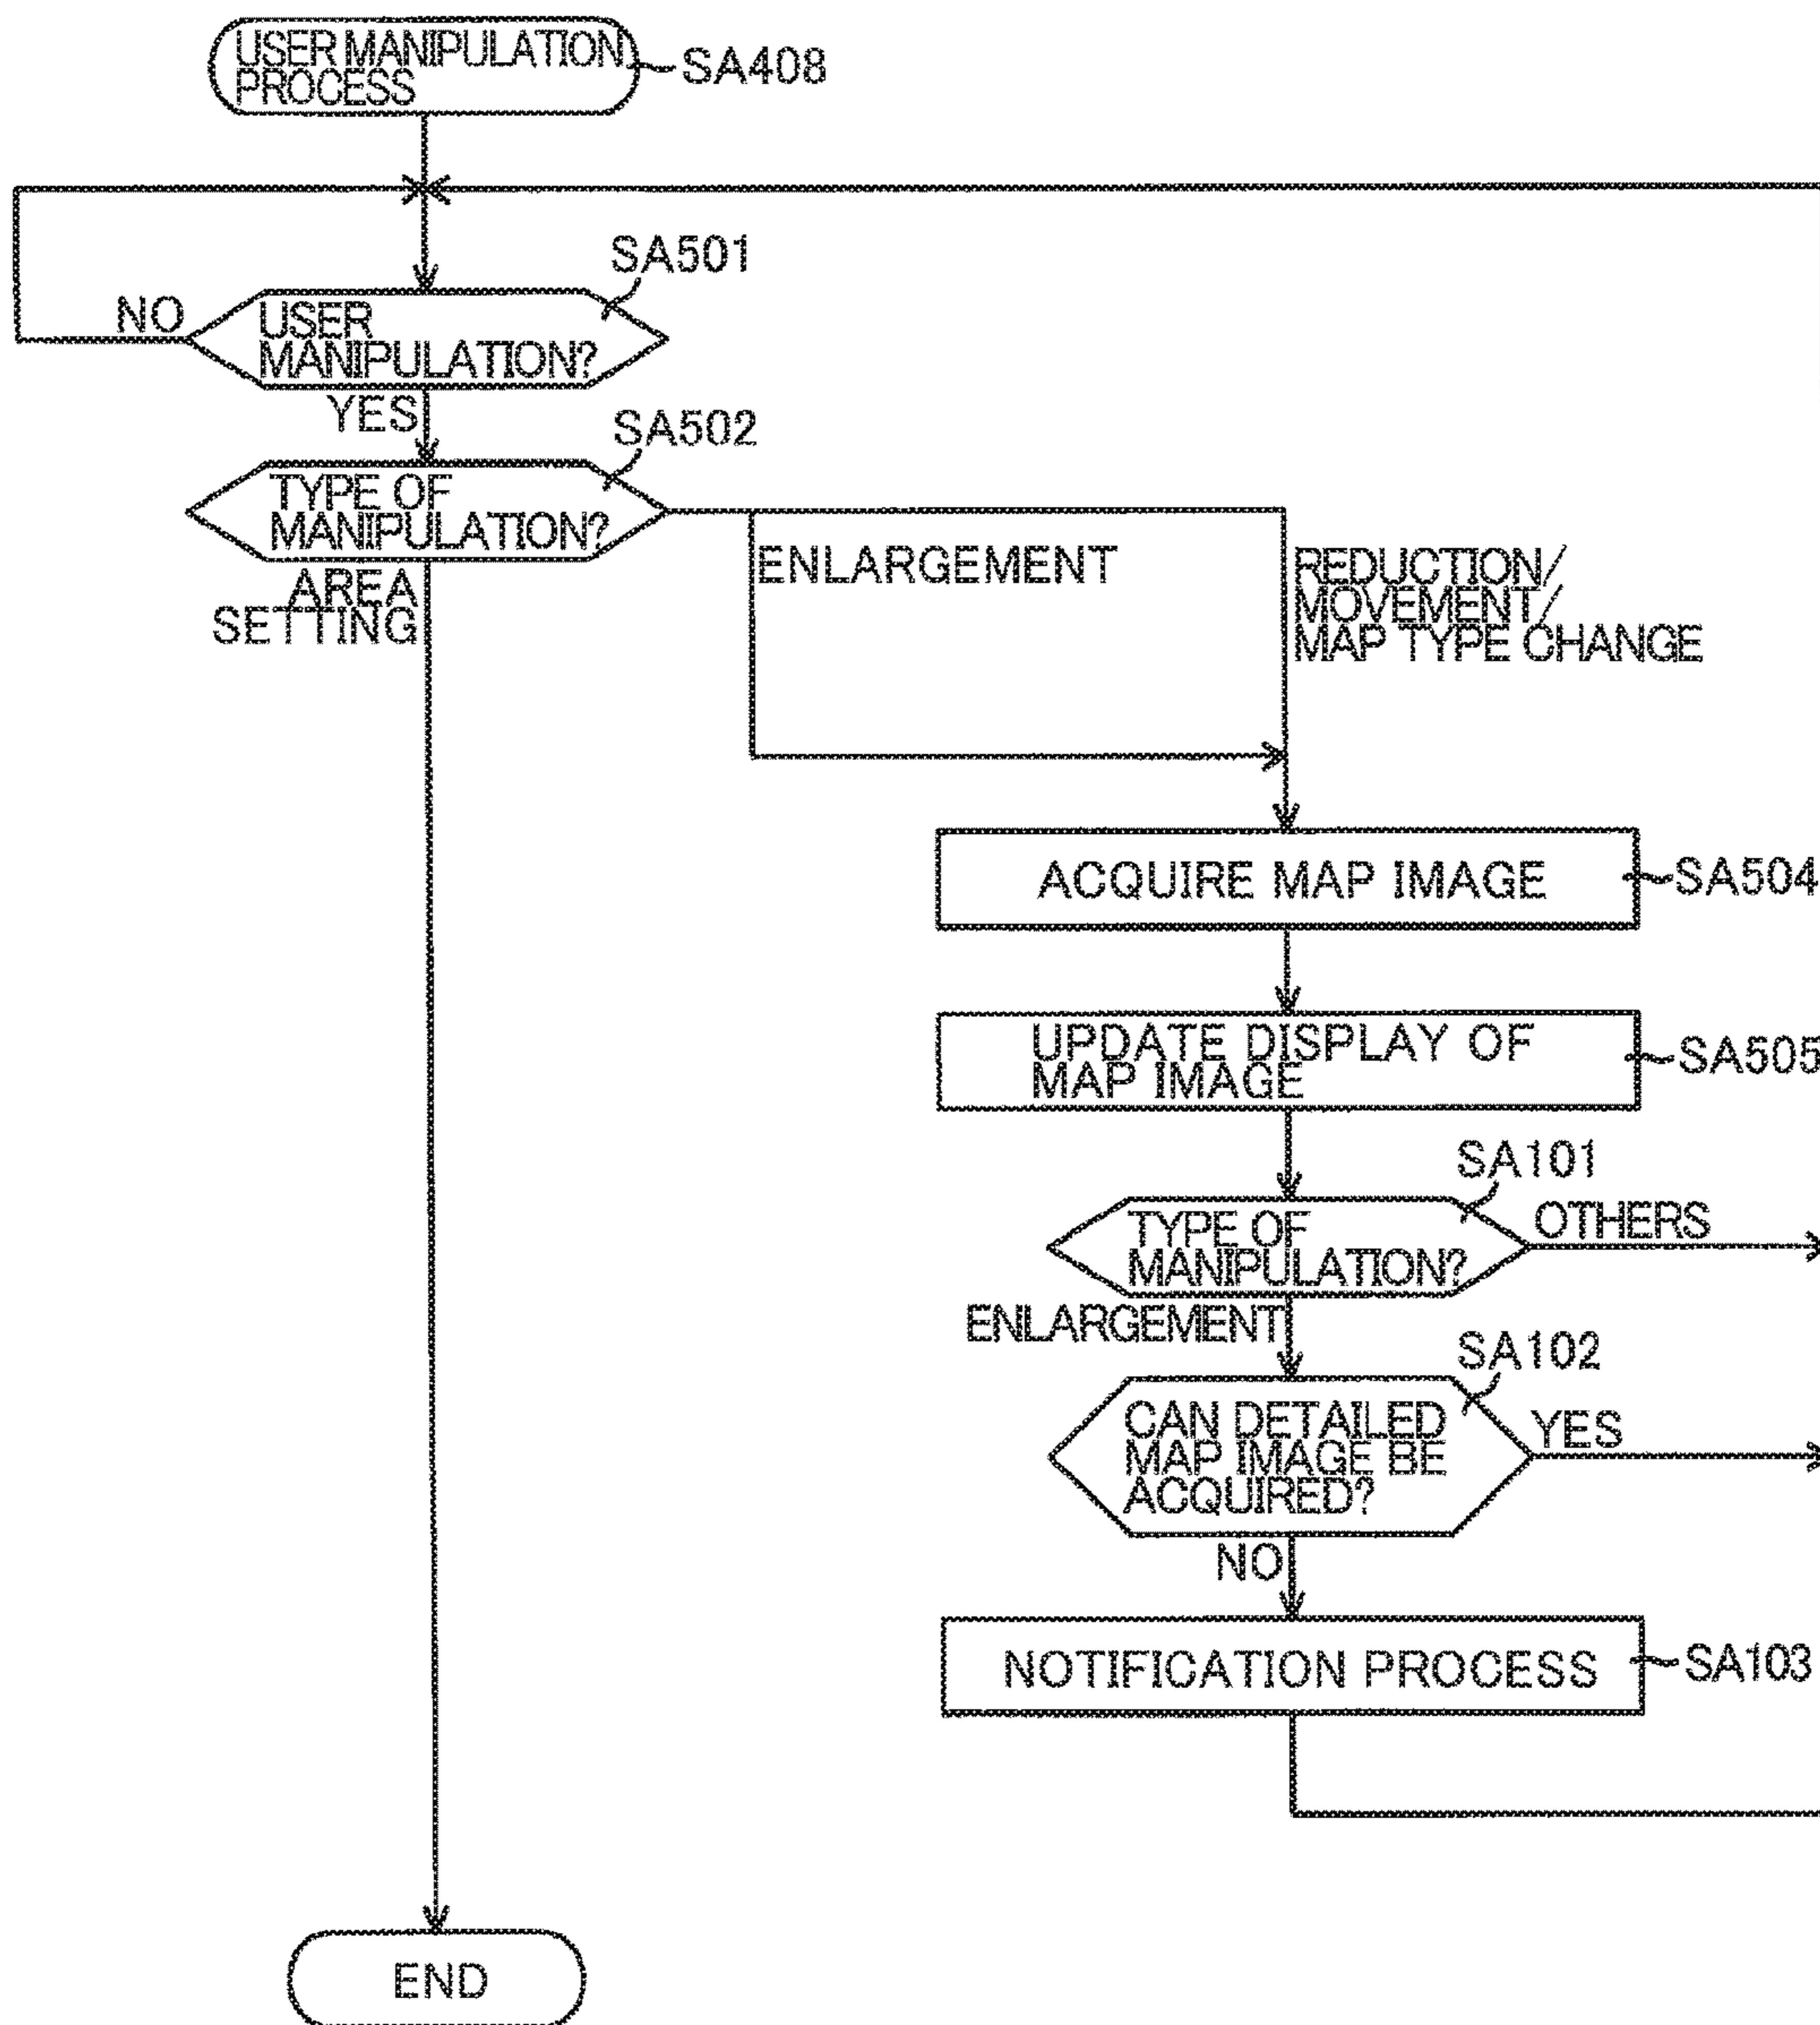 USER MANIPULATION
PROCESS
SA408
SA501
NO
USER
MANIPULATION?
YES
SA502
TYPE OF
MANIPULATION?
AREA
SETTING
ENLARGEMENT
REDUCTION/
MOVEMENT/
MAP TYPE CHANGE
ACQUIRE MAP IMAGE
SA504
UPDATE DISPLAY OF
MAP IMAGE
SA505
SA101
TYPE OF
MANIPULATION?
OTHERS
ENLARGEMENT
SA102
CAN DETAILED
MAP IMAGE BE
ACQUIRED?
YES
NO
NOTIFICATION PROCESS
SA103
END